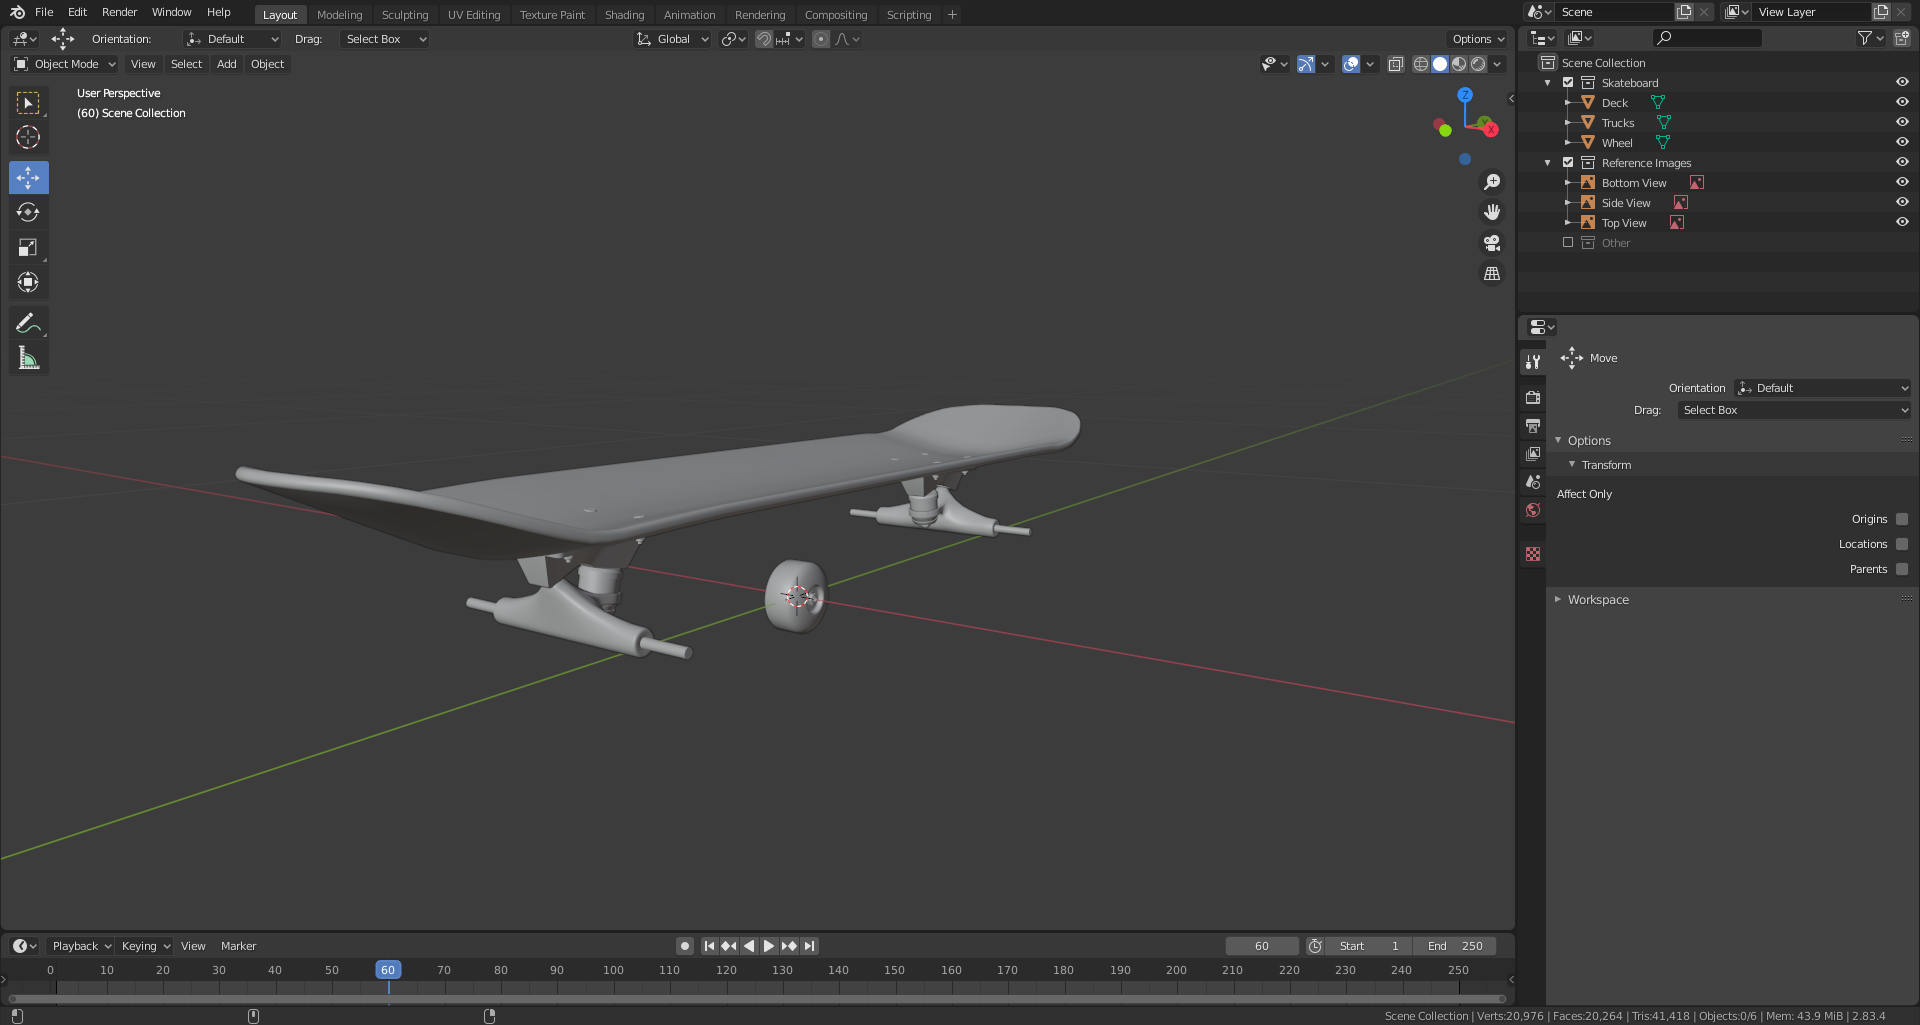 File Edit Render Window Help Layout Modeling Sculpting UV Editing Texture Paint Shading Animation Rendering Compositing Scripting + Scene View Layer
Orientation: Default Drag: Select Box Global Options
Object Mode View Select Add Object
User Perspective
(60) Scene Collection
Z
Y
X
Scene Collection
Skateboard
Deck
Trucks
Wheel
Reference Images
Bottom View
Side View
Top View
Other
Move
Orientation Default
Drag: Select Box
Options
Transform
Affect Only
Origins
Locations
Parents
Workspace
Playback Keying View Marker 60 Start 1 End 250
0 10 20 30 40 50 60 70 80 90 100 110 120 130 140 150 160 170 180 190 200 210 220 230 240 250
Scene Collection | Verts:20,976 | Faces:20,264 | Tris:41,418 | Objects:0/6 | Mem: 43.9 MiB | 2.83.4